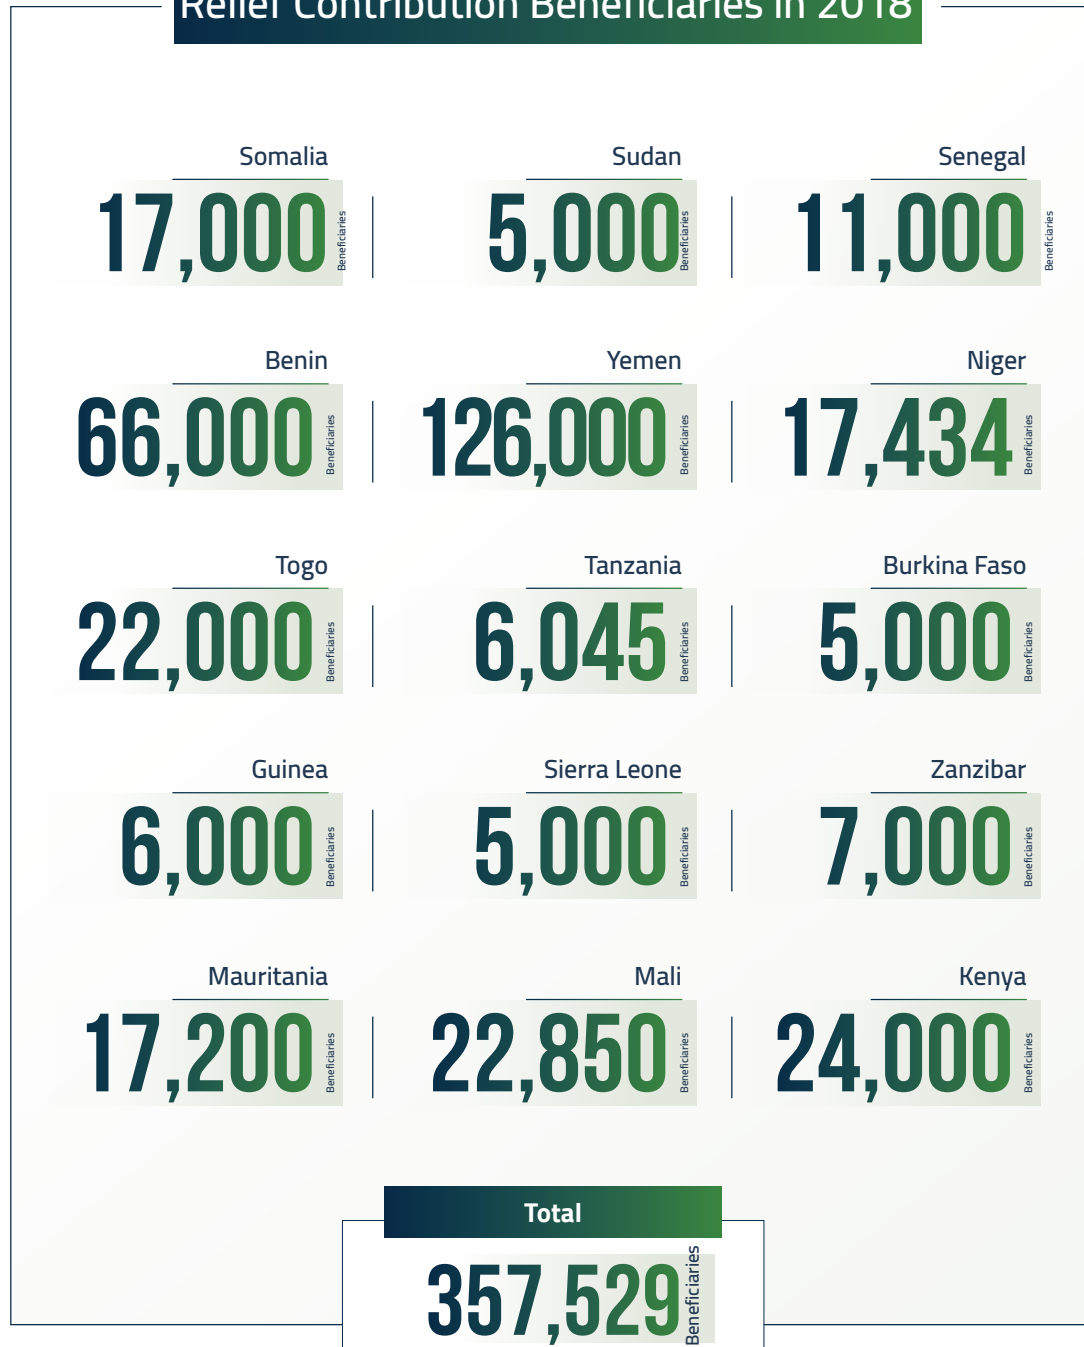 Relief Contribution Beneficiaries in 2018
Somalia
17,000
Beneficiaries
Sudan
5,000
Beneficiaries
Senegal
11,000
Beneficiaries
Benin
66,000
Beneficiaries
Yemen
126,000
Beneficiaries
Niger
17,434
Beneficiaries
Togo
22,000
Beneficiaries
Tanzania
6,045
Beneficiaries
Burkina Faso
5,000
Beneficiaries
Guinea
6,000
Beneficiaries
Sierra Leone
5,000
Beneficiaries
Zanzibar
7,000
Beneficiaries
Mauritania
17,200
Beneficiaries
Mali
22,850
Beneficiaries
Kenya
24,000
Beneficiaries
Total
357,529
Beneficiaries